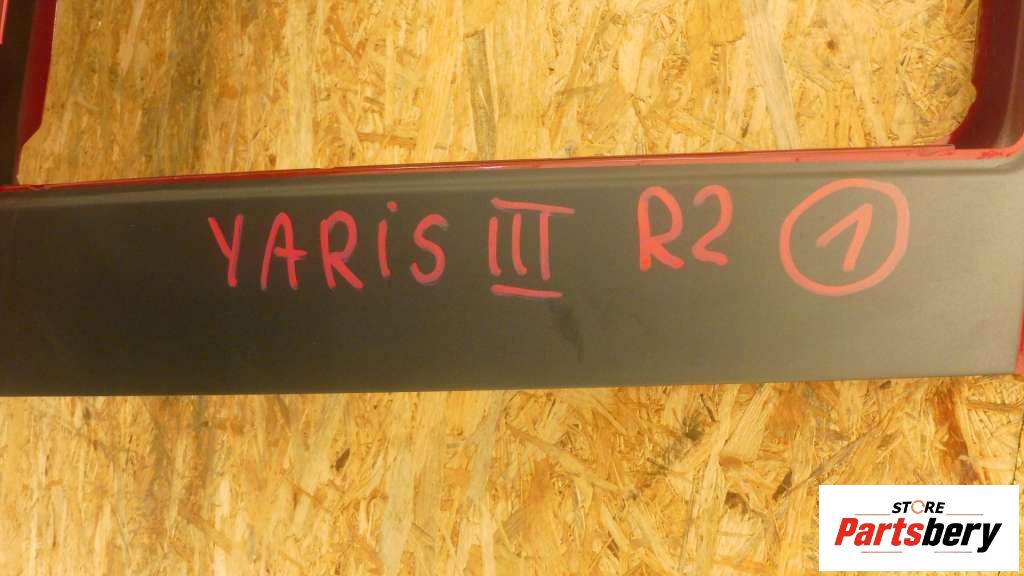 YARiS III R2 1
STORE
Partsbery